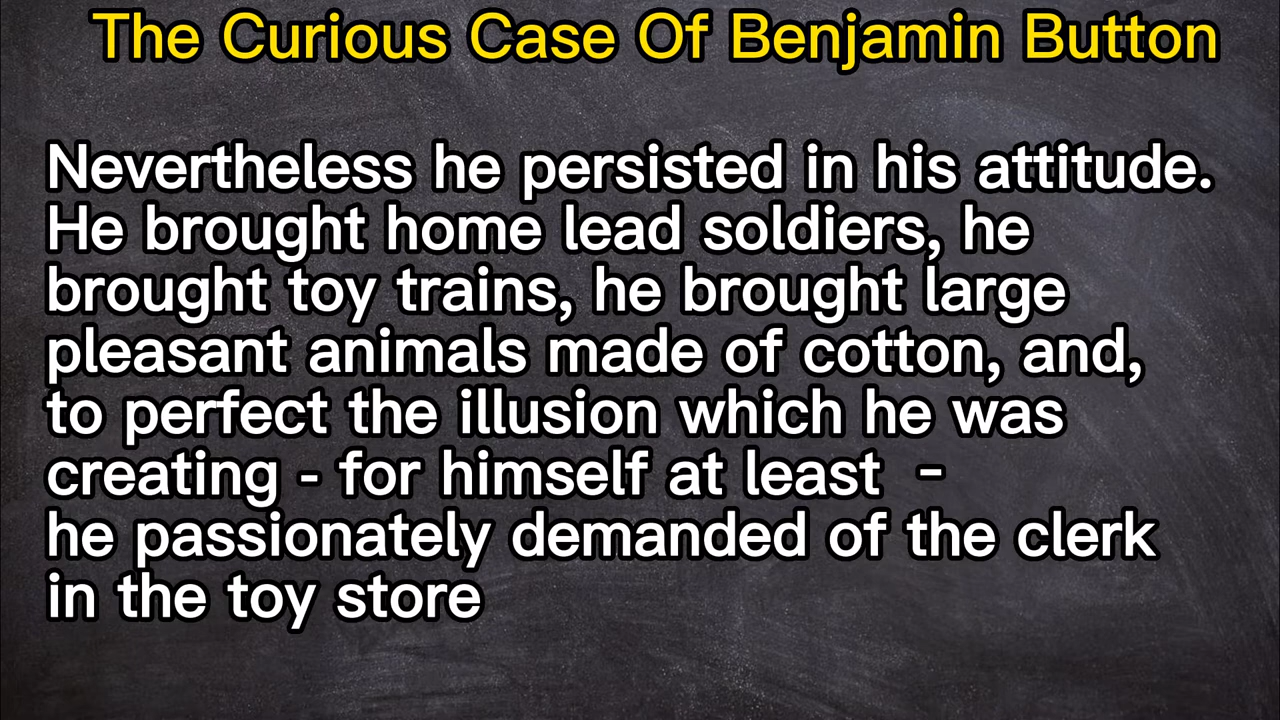 The Curious Case Of Benjamin Button
Nevertheless he persisted in his attitude.
He brought home lead soldiers, he
brought toy trains, he brought large
pleasant animals made of cotton, and,
to perfect the illusion which he was
creating - for himself at least  -
he passionately demanded of the clerk
in the toy store